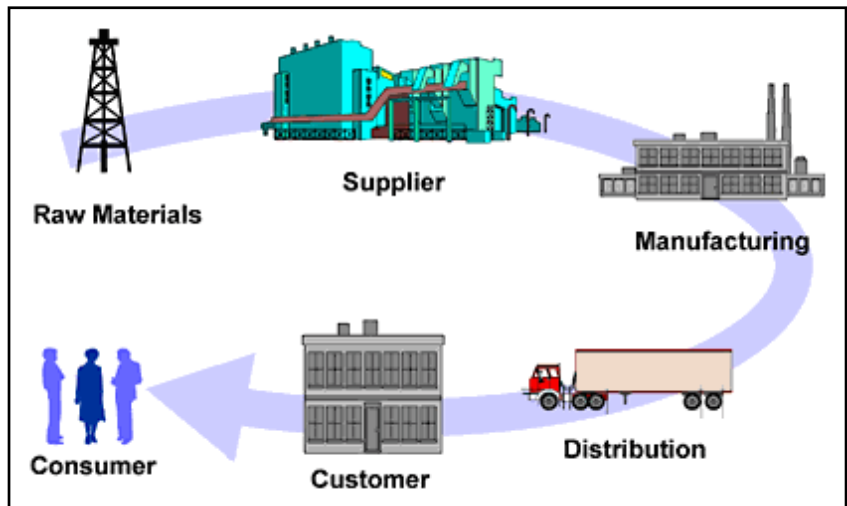 Raw Materials
Supplier
Manufacturing
Distribution
Customer
Consumer